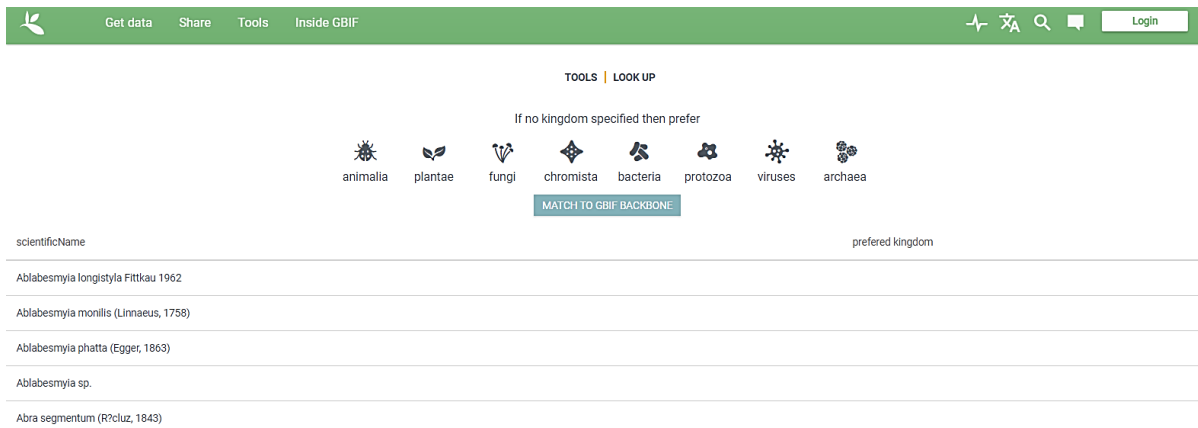 Get data Share Tools Inside GBIF Login
TOOLS | LOOK UP
If no kingdom specified then prefer
animalia plantae fungi chromista bacteria protozoa viruses archaea
MATCH TO GBIF BACKBONE
scientificName prefered kingdom
Ablabesmyia longistyla Fittkau 1962
Ablabesmyia monilis (Linnaeus, 1758)
Ablabesmyia phatta (Egger, 1863)
Ablabesmyia sp.
Abra segmentum (R?cluz, 1843)